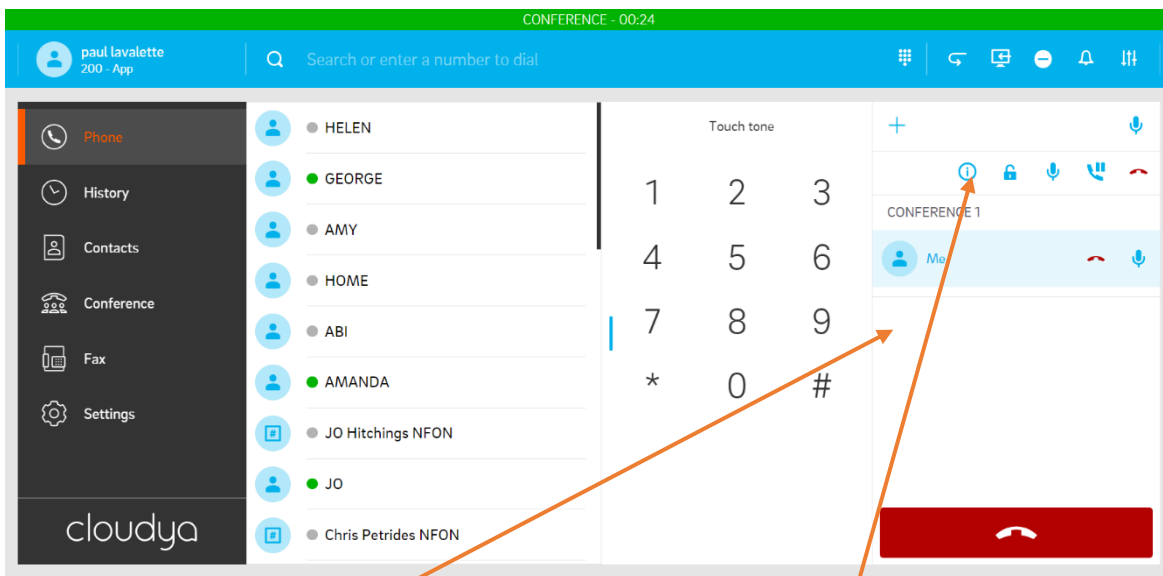 CONFERENCE - 00:24
paul lavalette
200 - App
Search or enter a number to dial
Phone
History
Contacts
Conference
Fax
Settings
cloudya
HELEN
GEORGE
AMY
HOME
ABI
AMANDA
# JO Hitchings NFON
JO
# Chris Petrides NFON
Touch tone
1 2 3
4 5 6
7 8 9
* 0 #
+
CONFERENCE 1
Me